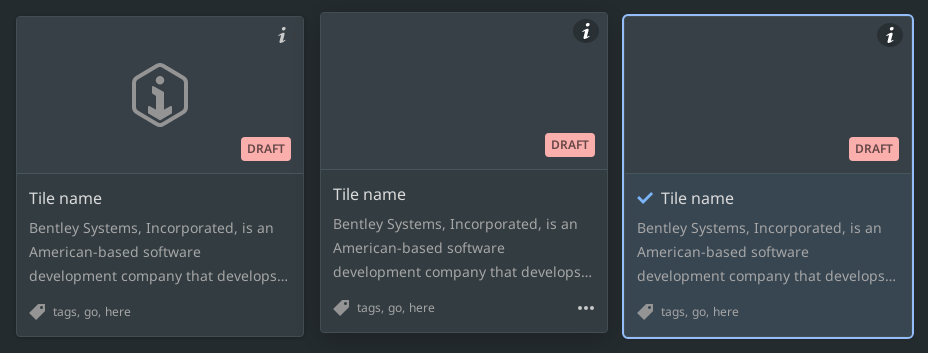 DRAFT
Tile name
Bentley Systems, Incorporated, is an
American-based software
development company that develops...
tags, go, here
DRAFT
Tile name
Bentley Systems, Incorporated, is an
American-based software
development company that develops...
tags, go, here
DRAFT
Tile name
Bentley Systems, Incorporated, is an
American-based software
development company that develops...
tags, go, here